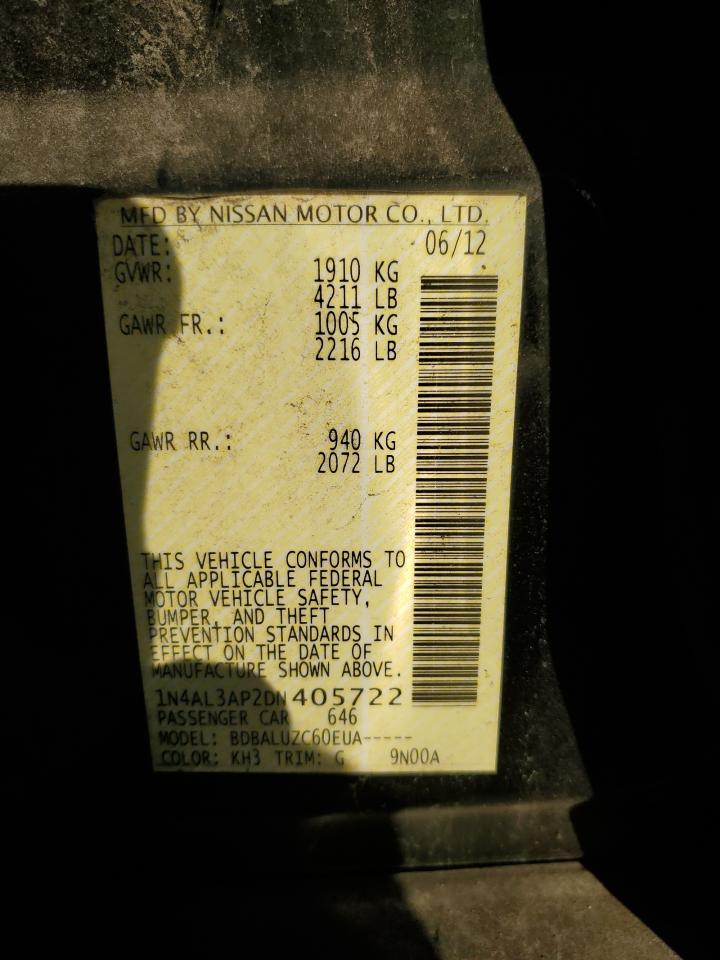 MFD BY NISSAN MOTOR CO., LTD.
DATE: 06/12
GVWR: 1910 KG
4211 LB
GAWR FR.: 1005 KG
2216 LB
GAWR RR.: 940 KG
2072 LB
THIS VEHICLE CONFORMS TO
ALL APPLICABLE FEDERAL
MOTOR VEHICLE SAFETY,
BUMPER, AND THEFT
PREVENTION STANDARDS IN
EFFECT ON THE DATE OF
MANUFACTURE SHOWN ABOVE.
1N4AL3AP2DN405722
PASSENGER CAR 646
MODEL: BDBALUZC60EUA-----
COLOR: KH3 TRIM: G 9N00A